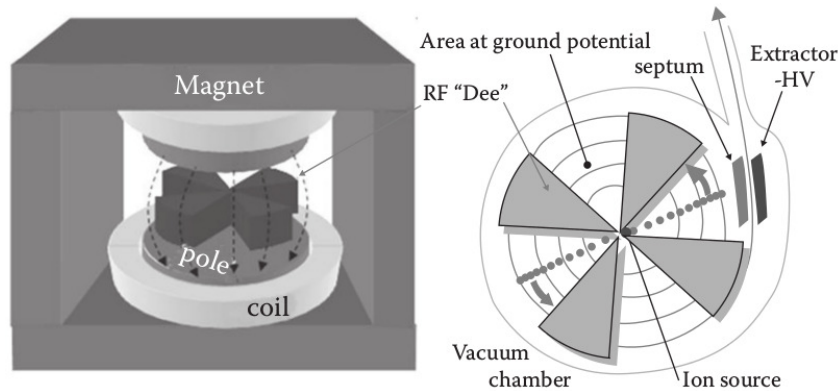 Magnet
pole
coil
RF “Dee”
Area at ground potential
septum
Extractor
-HV
Vacuum
chamber
Ion source